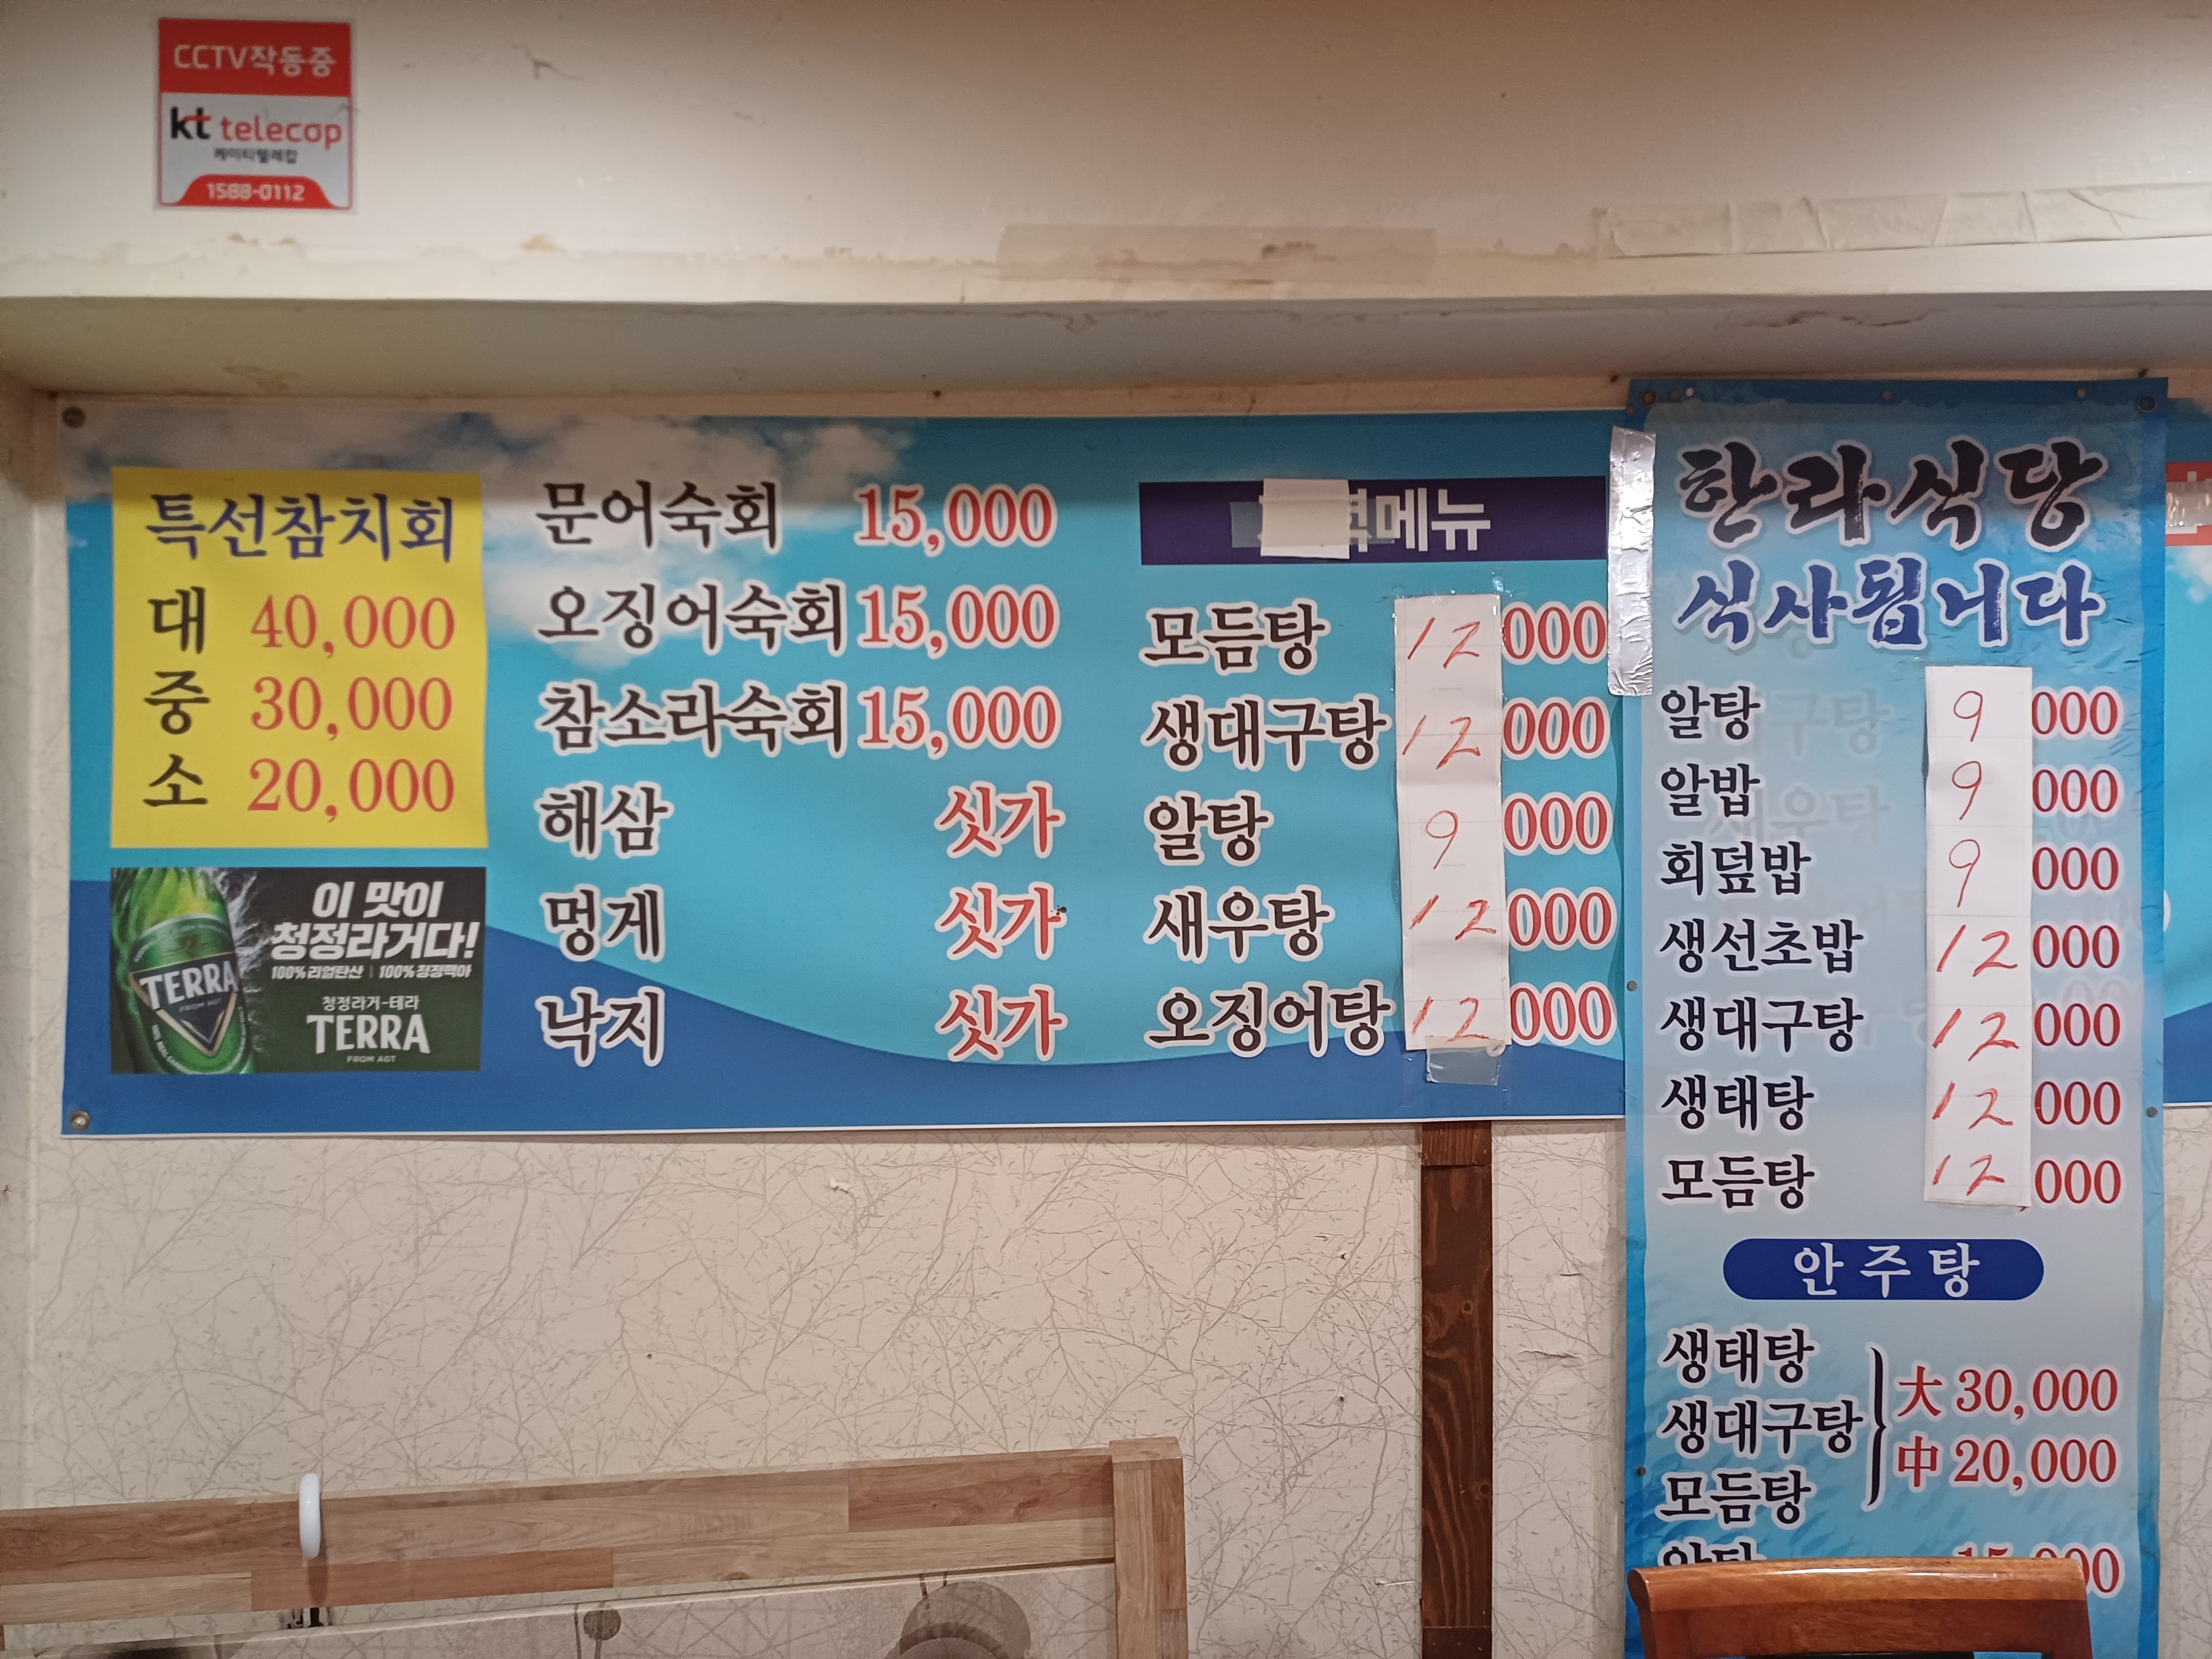 CCTV작동중
kt telecop
케이티텔레캅
1588-0112
특선참치회
대 40,000
중 30,000
소 20,000
이 맛이
청정라거다!
100% 리얼탄산 | 100% 청정맥아
청정라거-테라
TERRA
FROM AGT
TERRA
FROM AGT
문어숙회 15,000
오징어숙회 15,000
참소라숙회 15,000
해삼 싯가
멍게 싯가
낙지 싯가
메뉴
모듬탕 12 000
생대구탕 12 000
알탕 9 000
새우탕 12 000
오징어탕 12,000
한라식당
식사됩니다
알탕 9 000
알밥 9 000
회덮밥 9 000
생선초밥 12 000
생대구탕 12 000
생태탕 12 000
모듬탕 12,000
안주탕
생태탕
생대구탕
모듬탕
大 30,000
中 20,000
알탕 15,000